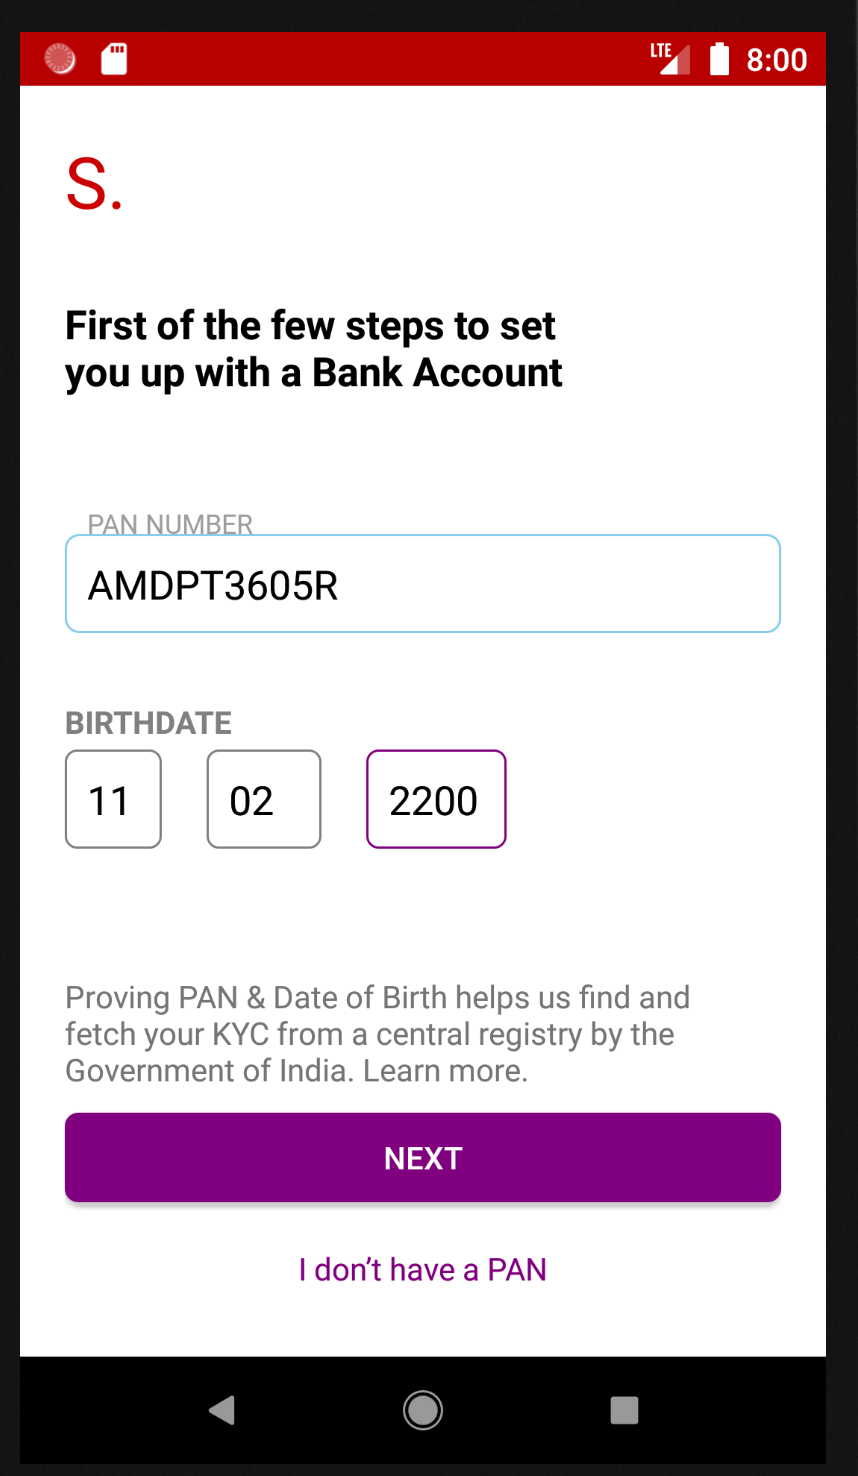 LTE 8:00
S.
First of the few steps to set
you up with a Bank Account
PAN NUMBER
AMDPT3605R
BIRTHDATE
11 02 2200
Proving PAN & Date of Birth helps us find and
fetch your KYC from a central registry by the
Government of India. Learn more.
NEXT
I don’t have a PAN